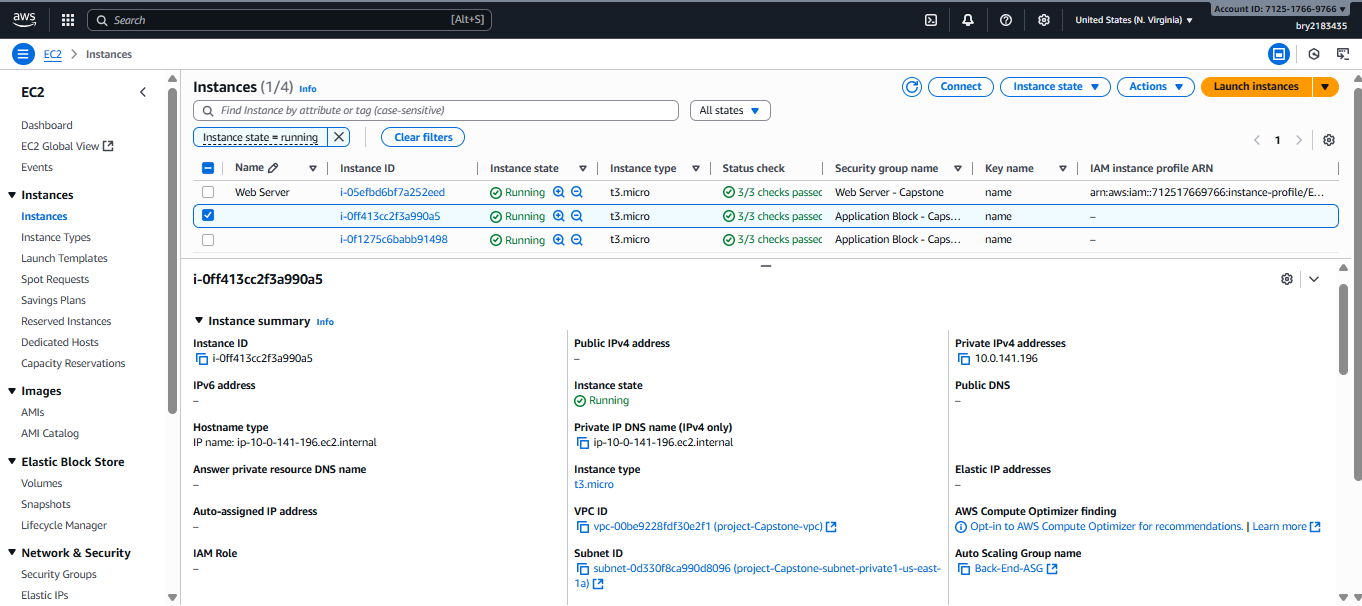 aws
Search [Alt+S]
United States (N. Virginia)
Account ID: 7125-1766-9766
bry2183435
EC2 Instances
EC2
Dashboard
EC2 Global View
Events
Instances
Instances
Instance Types
Launch Templates
Spot Requests
Savings Plans
Reserved Instances
Dedicated Hosts
Capacity Reservations
Images
AMIs
AMI Catalog
Elastic Block Store
Volumes
Snapshots
Lifecycle Manager
Network & Security
Security Groups
Elastic IPs
Instances (1/4) Info
Connect Instance state Actions Launch instances
Find Instance by attribute or tag (case-sensitive) All states
Instance state = running Clear filters
1
Name Instance ID Instance state Instance type Status check Security group name Key name IAM instance profile ARN
Web Server i-05efbd6bf7a252eed Running t3.micro 3/3 checks passed Web Server - Capstone name arn:aws:iam::712517669766:instance-profile/E...
i-0ff413cc2f3a990a5 Running t3.micro 3/3 checks passed Application Block - Caps... name –
i-0f1275c6babb91498 Running t3.micro 3/3 checks passed Application Block - Caps... name –
i-0ff413cc2f3a990a5
Instance summary Info
Instance ID
i-0ff413cc2f3a990a5
Public IPv4 address
–
Private IPv4 addresses
10.0.141.196
IPv6 address
–
Instance state
Running
Public DNS
–
Hostname type
IP name: ip-10-0-141-196.ec2.internal
Private IP DNS name (IPv4 only)
ip-10-0-141-196.ec2.internal
Answer private resource DNS name
–
Instance type
t3.micro
Elastic IP addresses
–
Auto-assigned IP address
–
VPC ID
vpc-00be9228fdf30e2f1 (project-Capstone-vpc)
AWS Compute Optimizer finding
Opt-in to AWS Compute Optimizer for recommendations. | Learn more
IAM Role
–
Subnet ID
subnet-0d330f8ca990d8096 (project-Capstone-subnet-private1-us-east-
1a)
Auto Scaling Group name
Back-End-ASG